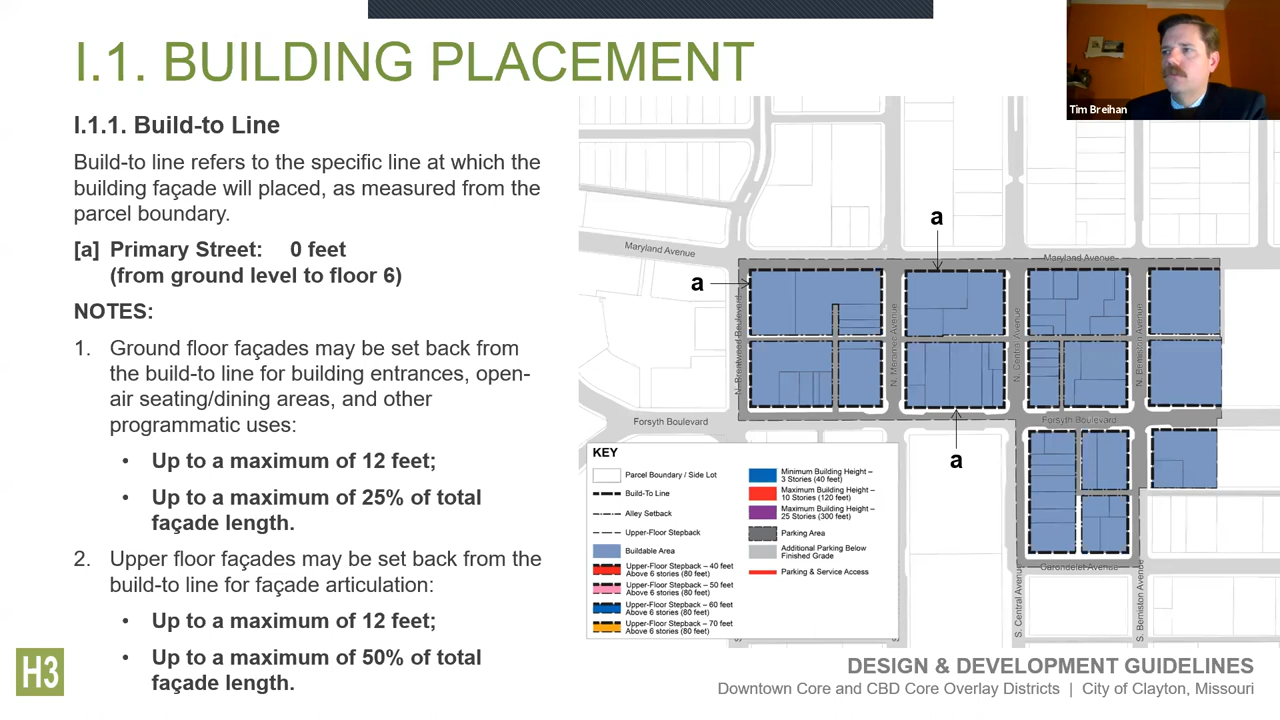 I.1. BUILDING PLACEMENT
Tim Breihan
I.1.1. Build-to Line
Build-to line refers to the specific line at which the
building façade will placed, as measured from the
parcel boundary.
[a] Primary Street: 0 feet
(from ground level to floor 6)
NOTES:
1. Ground floor façades may be set back from
the build-to line for building entrances, open-
air seating/dining areas, and other
programmatic uses:
• Up to a maximum of 12 feet;
• Up to a maximum of 25% of total
façade length.
2. Upper floor façades may be set back from the
build-to line for façade articulation:
• Up to a maximum of 12 feet;
• Up to a maximum of 50% of total
façade length.
H3
a
Maryland Avenue
Maryland Avenue
a
N. Brentwood Boulevard
N. Meramec Avenue
N. Central Avenue
N. Bemiston Avenue
Forsyth Boulevard
Forsyth Boulevard
a
Carondelet Avenue
S. Central Avenue
S. Bemiston Avenue
KEY
Parcel Boundary / Side Lot
Build-To Line
Alley Setback
Upper-Floor Stepback
Buildable Area
Upper-Floor Stepback – 40 feet
Above 6 stories (80 feet)
Upper-Floor Stepback – 50 feet
Above 6 stories (80 feet)
Upper-Floor Stepback – 60 feet
Above 6 stories (80 feet)
Upper-Floor Stepback – 70 feet
Above 6 stories (80 feet)
Minimum Building Height –
3 Stories (40 feet)
Maximum Building Height –
10 Stories (120 feet)
Maximum Building Height –
25 Stories (300 feet)
Parking Area
Additional Parking Below
Finished Grade
Parking & Service Access
DESIGN & DEVELOPMENT GUIDELINES
Downtown Core and CBD Core Overlay Districts | City of Clayton, Missouri